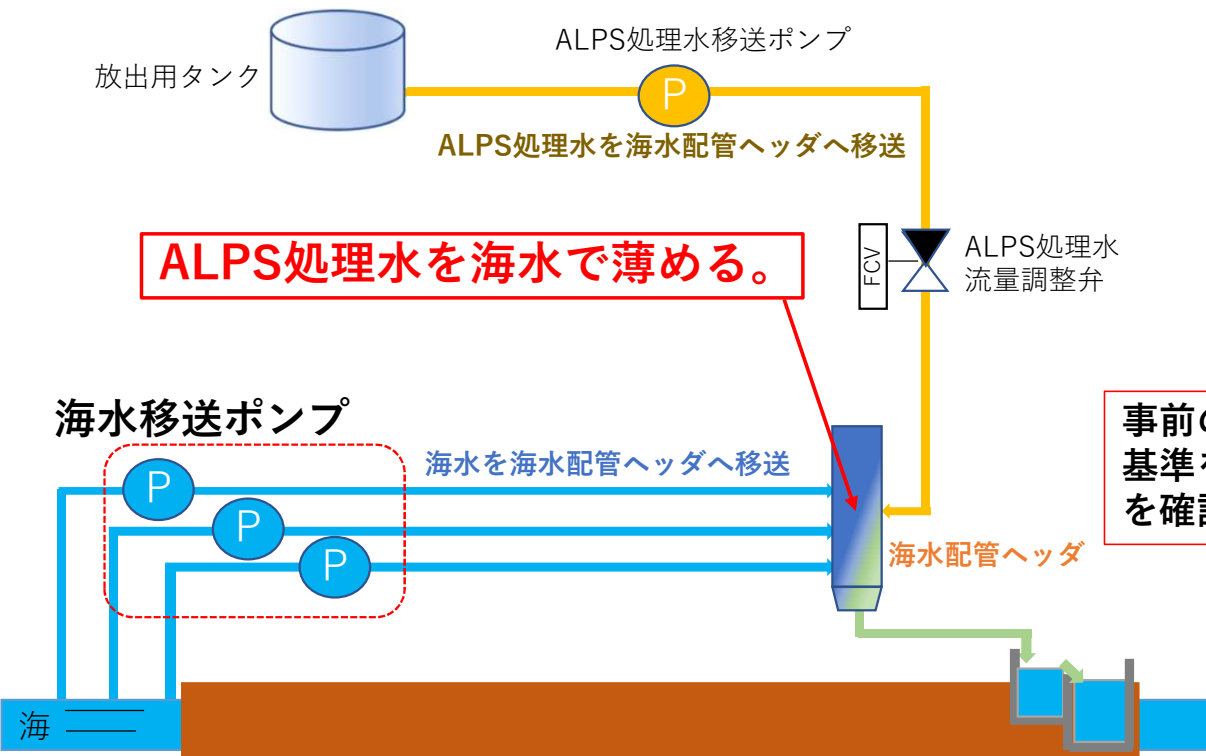 ALPS処理水移送ポンプ
放出用タンク
P
ALPS処理水を海水配管ヘッダへ移送
ALPS処理水を海水で薄める。
FCV
ALPS処理水
流量調整弁
海水移送ポンプ
事前の
基準を
を確認
海水を海水配管ヘッダへ移送
P
P
P
海水配管ヘッダ
海